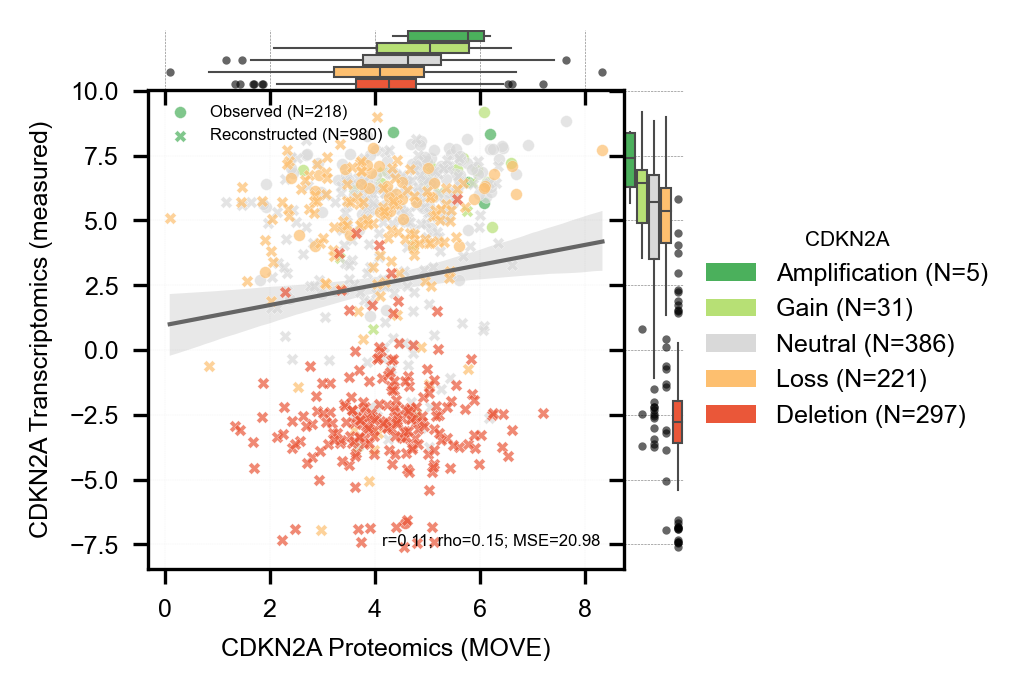 Observed (N=218)
Reconstructed (N=980)
r=0.11; rho=0.15; MSE=20.98
10.0
7.5
5.0
2.5
0.0
−2.5
−5.0
−7.5
CDKN2A Transcriptomics (measured)
0 2 4 6 8
CDKN2A Proteomics (MOVE)
CDKN2A
Amplification (N=5)
Gain (N=31)
Neutral (N=386)
Loss (N=221)
Deletion (N=297)